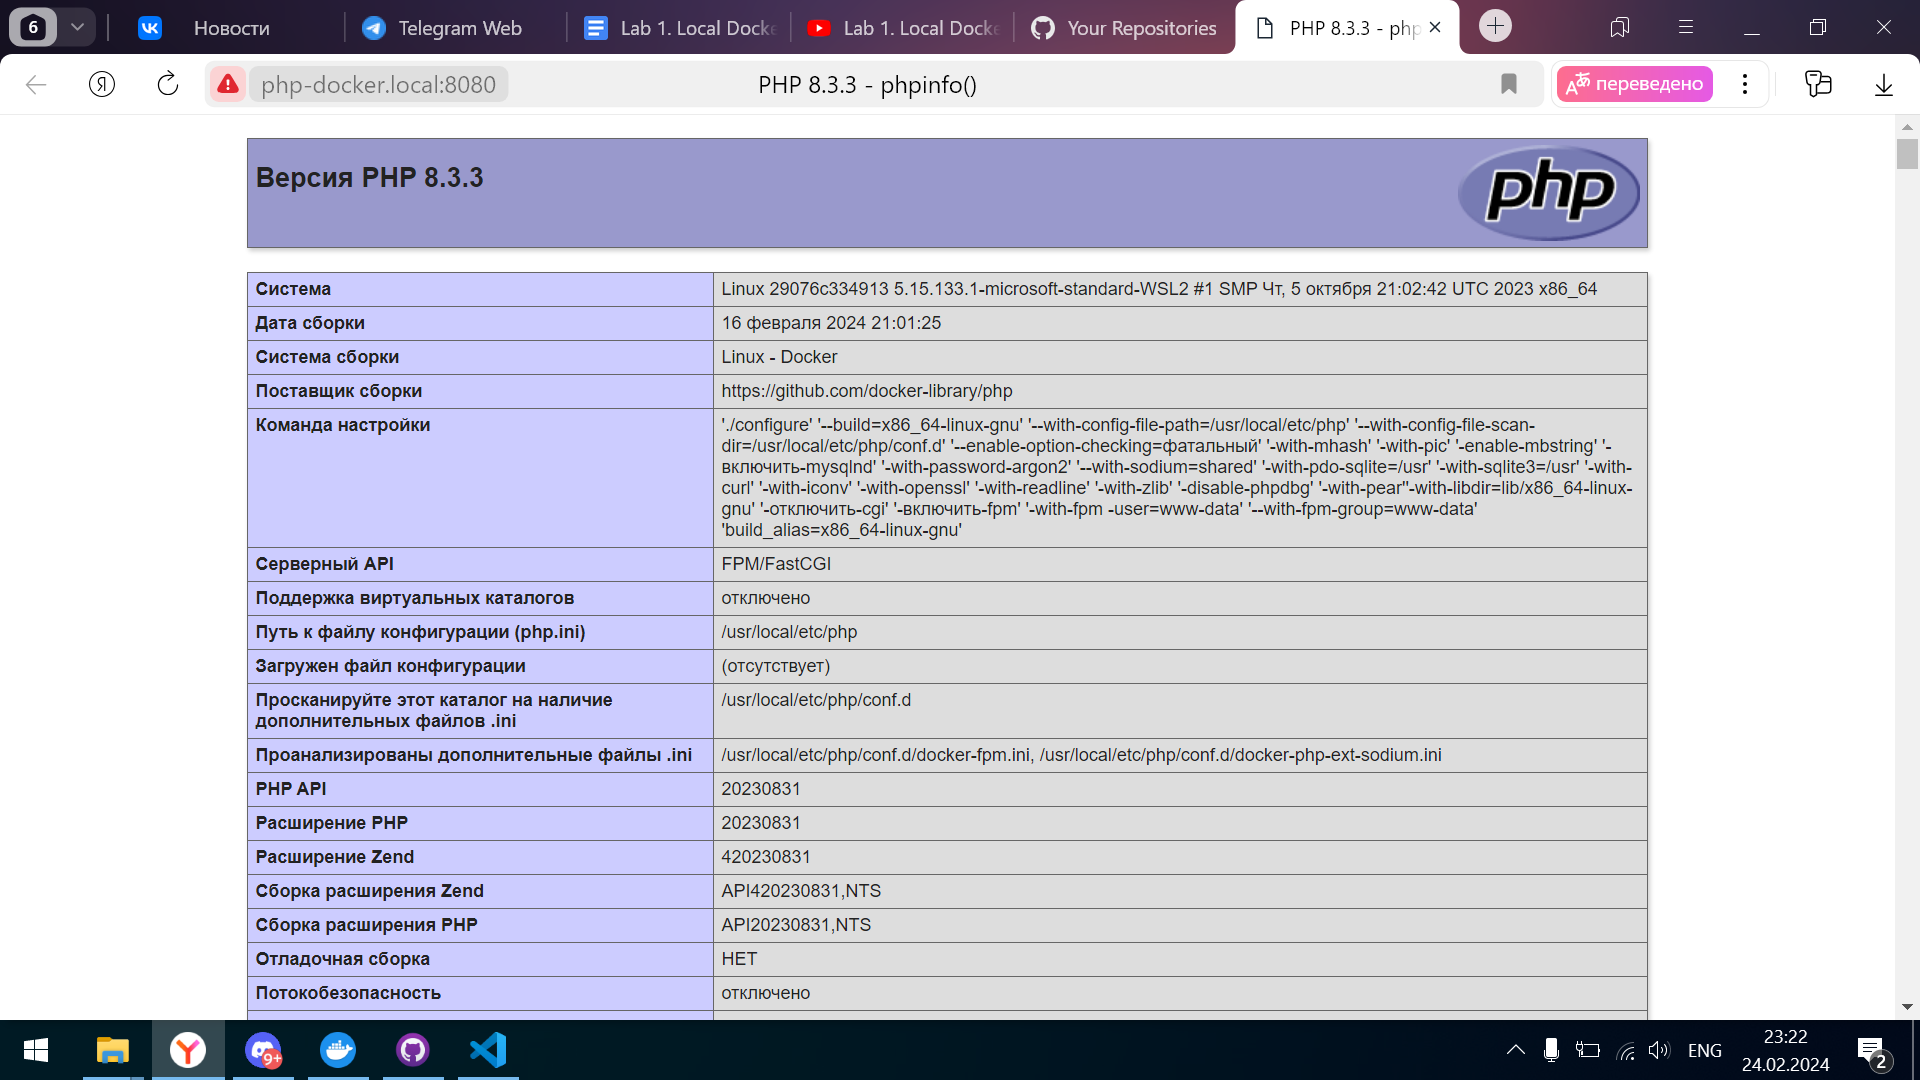 6
Новости
Telegram Web
Lab 1. Local Docke
Lab 1. Local Docke
Your Repositories
PHP 8.3.3 - php
php-docker.local:8080
PHP 8.3.3 - phpinfo()
переведено
Версия PHP 8.3.3
php
Система
Linux 29076c334913 5.15.133.1-microsoft-standard-WSL2 #1 SMP Чт, 5 октября 21:02:42 UTC 2023 x86_64
Дата сборки
16 февраля 2024 21:01:25
Система сборки
Linux - Docker
Поставщик сборки
https://github.com/docker-library/php
Команда настройки
'./configure' '--build=x86_64-linux-gnu' '--with-config-file-path=/usr/local/etc/php' '--with-config-file-scan-
dir=/usr/local/etc/php/conf.d' '--enable-option-checking=фатальный' '-with-mhash' '-with-pic' '-enable-mbstring' '-
включить-mysqlnd' '-with-password-argon2' '--with-sodium=shared' '-with-pdo-sqlite=/usr' '-with-sqlite3=/usr' '-with-
curl' '-with-iconv' '-with-openssl' '-with-readline' '-with-zlib' '-disable-phpdbg' '-with-pear''-with-libdir=lib/x86_64-linux-
gnu' '-отключить-cgi' '-включить-fpm' '-with-fpm -user=www-data' '--with-fpm-group=www-data'
'build_alias=x86_64-linux-gnu'
Серверный API
FPM/FastCGI
Поддержка виртуальных каталогов
отключено
Путь к файлу конфигурации (php.ini)
/usr/local/etc/php
Загружен файл конфигурации
(отсутствует)
Просканируйте этот каталог на наличие
дополнительных файлов .ini
/usr/local/etc/php/conf.d
Проанализированы дополнительные файлы .ini
/usr/local/etc/php/conf.d/docker-fpm.ini, /usr/local/etc/php/conf.d/docker-php-ext-sodium.ini
PHP API
20230831
Расширение PHP
20230831
Расширение Zend
420230831
Сборка расширения Zend
API420230831,NTS
Сборка расширения PHP
API20230831,NTS
Отладочная сборка
НЕТ
Потокобезопасность
отключено
9+
ENG
23:22
24.02.2024
2